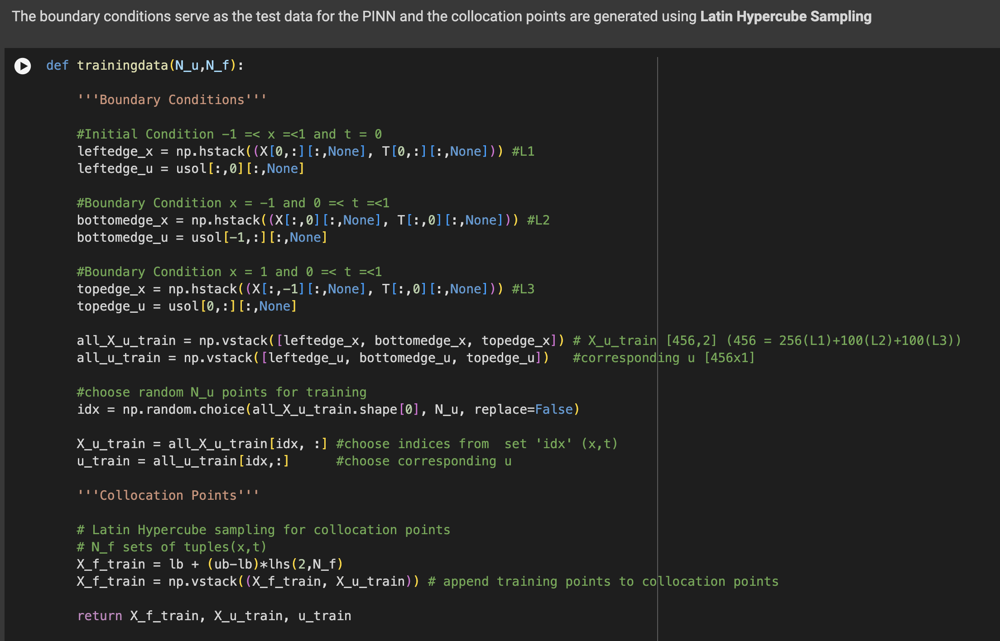 The boundary conditions serve as the test data for the PINN and the collocation points are generated using Latin Hypercube Sampling
def trainingdata(N_u,N_f):
'''Boundary Conditions'''
#Initial Condition -1 =< x =<1 and t = 0
leftedge_x = np.hstack((X[0,:][:,None], T[0,:][:,None])) #L1
leftedge_u = usol[:,0][:,None]
#Boundary Condition x = -1 and 0 =< t =<1
bottomedge_x = np.hstack((X[:,0][:,None], T[:,0][:,None])) #L2
bottomedge_u = usol[-1,:][:,None]
#Boundary Condition x = 1 and 0 =< t =<1
topedge_x = np.hstack((X[:,-1][:,None], T[:,0][:,None])) #L3
topedge_u = usol[0,:][:,None]
all_X_u_train = np.vstack([leftedge_x, bottomedge_x, topedge_x]) # X_u_train [456,2] (456 = 256(L1)+100(L2)+100(L3))
all_u_train = np.vstack([leftedge_u, bottomedge_u, topedge_u])   #corresponding u [456x1]
#choose random N_u points for training
idx = np.random.choice(all_X_u_train.shape[0], N_u, replace=False)
X_u_train = all_X_u_train[idx, :] #choose indices from  set 'idx' (x,t)
u_train = all_u_train[idx,:]      #choose corresponding u
'''Collocation Points'''
# Latin Hypercube sampling for collocation points
# N_f sets of tuples(x,t)
X_f_train = lb + (ub-lb)*lhs(2,N_f)
X_f_train = np.vstack((X_f_train, X_u_train)) # append training points to collocation points
return X_f_train, X_u_train, u_train